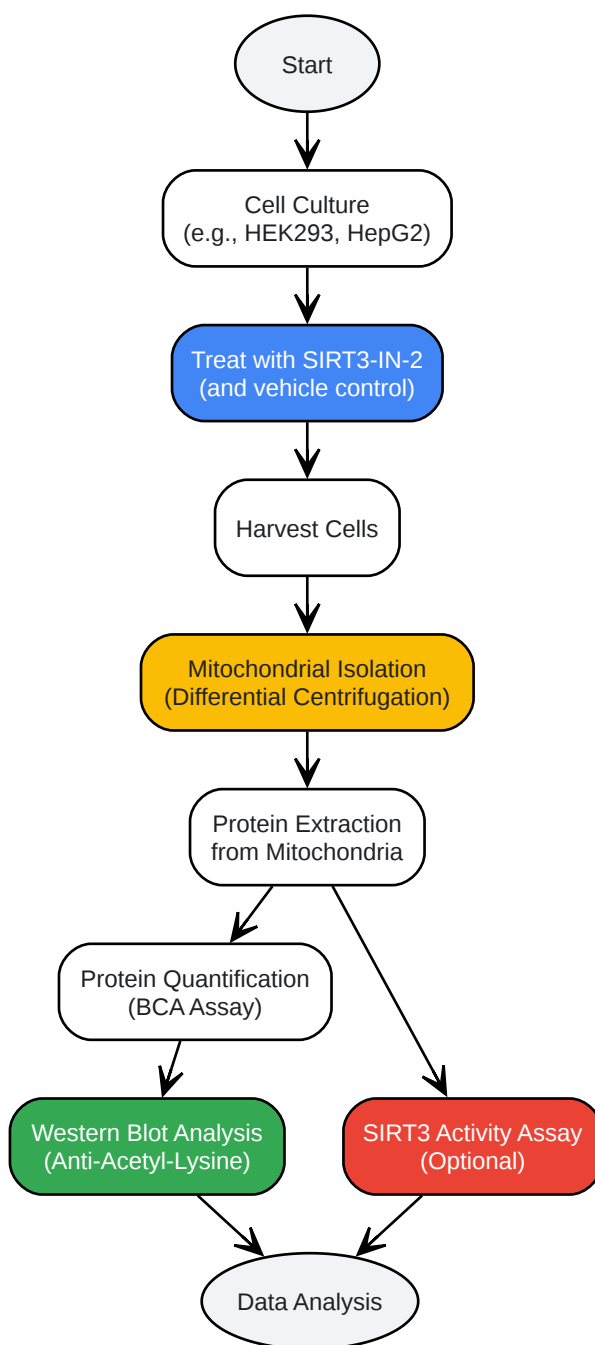 Start
Cell Culture
(e.g., HEK293, HepG2)
Treat with SIRT3-IN-2
(and vehicle control)
Harvest Cells
Mitochondrial Isolation
(Differential Centrifugation)
Protein Extraction
from Mitochondria
Protein Quantification
(BCA Assay)
Western Blot Analysis
(Anti-Acetyl-Lysine)
SIRT3 Activity Assay
(Optional)
Data Analysis